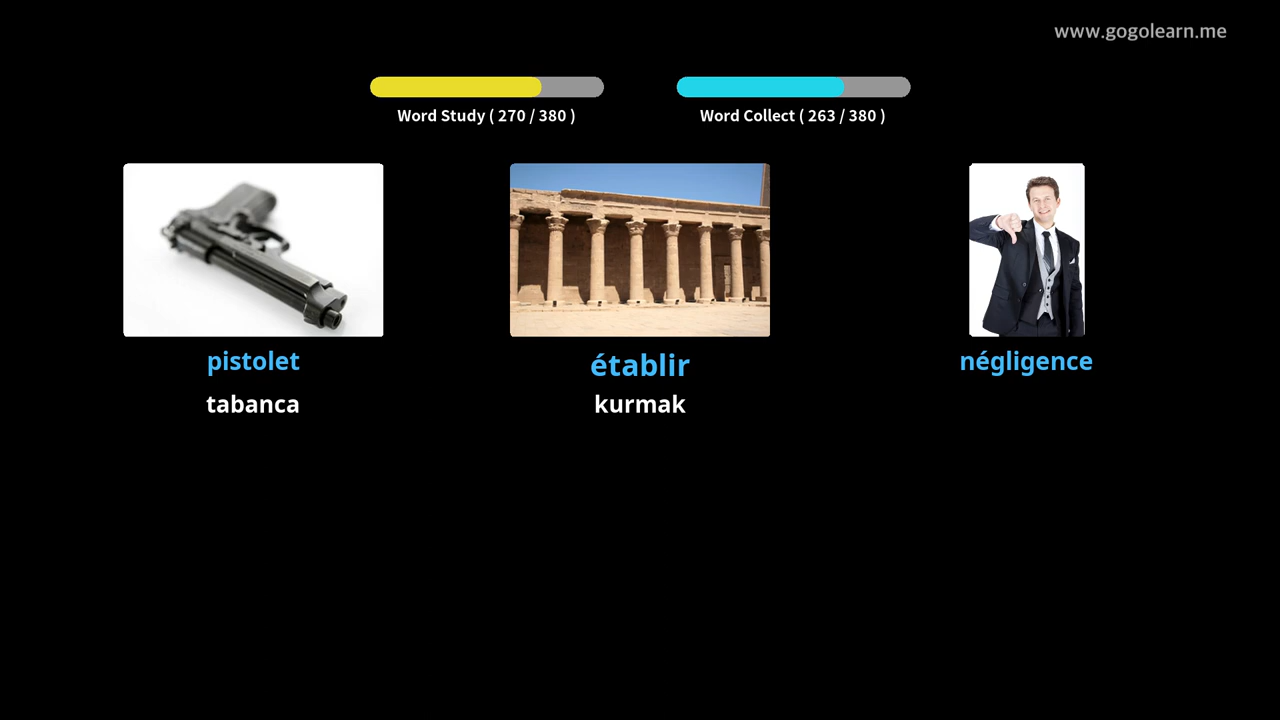 www.gogolearn.me
Word Study ( 270 / 380 )
Word Collect ( 263 / 380 )
pistolet
établir
négligence
tabanca
kurmak